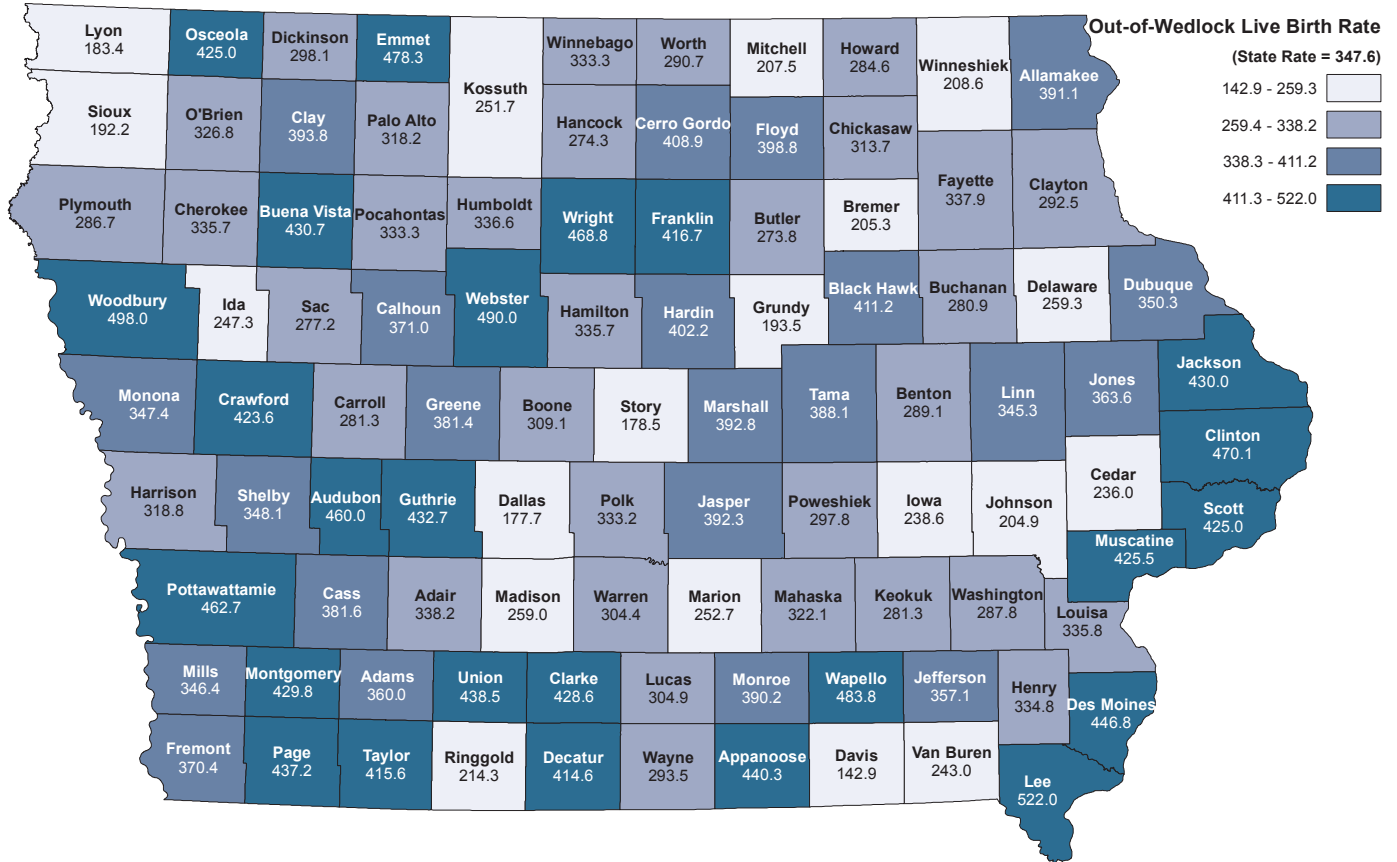 Out-of-Wedlock Live Birth Rate
(State Rate = 347.6)
142.9 - 259.3
259.4 - 338.2
338.3 - 411.2
411.3 - 522.0
Lyon
183.4
Osceola
425.0
Dickinson
298.1
Emmet
478.3
Kossuth
251.7
Winnebago
333.3
Worth
290.7
Mitchell
207.5
Howard
284.6
Winneshiek
208.6
Allamakee
391.1
Sioux
192.2
O'Brien
326.8
Clay
393.8
Palo Alto
318.2
Hancock
274.3
Cerro Gordo
408.9
Floyd
398.8
Chickasaw
313.7
Plymouth
286.7
Cherokee
335.7
Buena Vista
430.7
Pocahontas
333.3
Humboldt
336.6
Wright
468.8
Franklin
416.7
Butler
273.8
Bremer
205.3
Fayette
337.9
Clayton
292.5
Woodbury
498.0
Ida
247.3
Sac
277.2
Calhoun
371.0
Webster
490.0
Hamilton
335.7
Hardin
402.2
Grundy
193.5
Black Hawk
411.2
Buchanan
280.9
Delaware
259.3
Dubuque
350.3
Monona
347.4
Crawford
423.6
Carroll
281.3
Greene
381.4
Boone
309.1
Story
178.5
Marshall
392.8
Tama
388.1
Benton
289.1
Linn
345.3
Jones
363.6
Jackson
430.0
Clinton
470.1
Harrison
318.8
Shelby
348.1
Audubon
460.0
Guthrie
432.7
Dallas
177.7
Polk
333.2
Jasper
392.3
Poweshiek
297.8
Iowa
238.6
Johnson
204.9
Cedar
236.0
Scott
425.0
Muscatine
425.5
Pottawattamie
462.7
Cass
381.6
Adair
338.2
Madison
259.0
Warren
304.4
Marion
252.7
Mahaska
322.1
Keokuk
281.3
Washington
287.8
Louisa
335.8
Mills
346.4
Montgomery
429.8
Adams
360.0
Union
438.5
Clarke
428.6
Lucas
304.9
Monroe
390.2
Wapello
483.8
Jefferson
357.1
Henry
334.8
Des Moines
446.8
Fremont
370.4
Page
437.2
Taylor
415.6
Ringgold
214.3
Decatur
414.6
Wayne
293.5
Appanoose
440.3
Davis
142.9
Van Buren
243.0
Lee
522.0